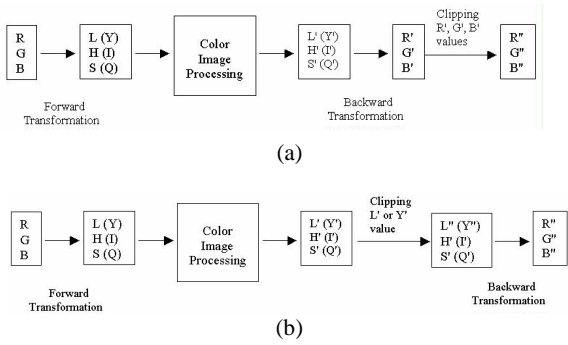 R
G
B
L (Y)
H (I)
S (Q)
Color
Image
Processing
L' (Y')
H' (I')
S' (Q')
R'
G'
B'
Clipping
R', G', B'
values
R"
G"
B"
Forward
Transformation
Backward
Transformation
(a)
R
G
B
L (Y)
H (I)
S (Q)
Color
Image
Processing
L' (Y')
H' (I')
S' (Q')
Clipping
L' or Y'
value
L" (Y")
H' (I')
S' (Q')
R"
G"
B"
Forward
Transformation
Backward
Transformation
(b)